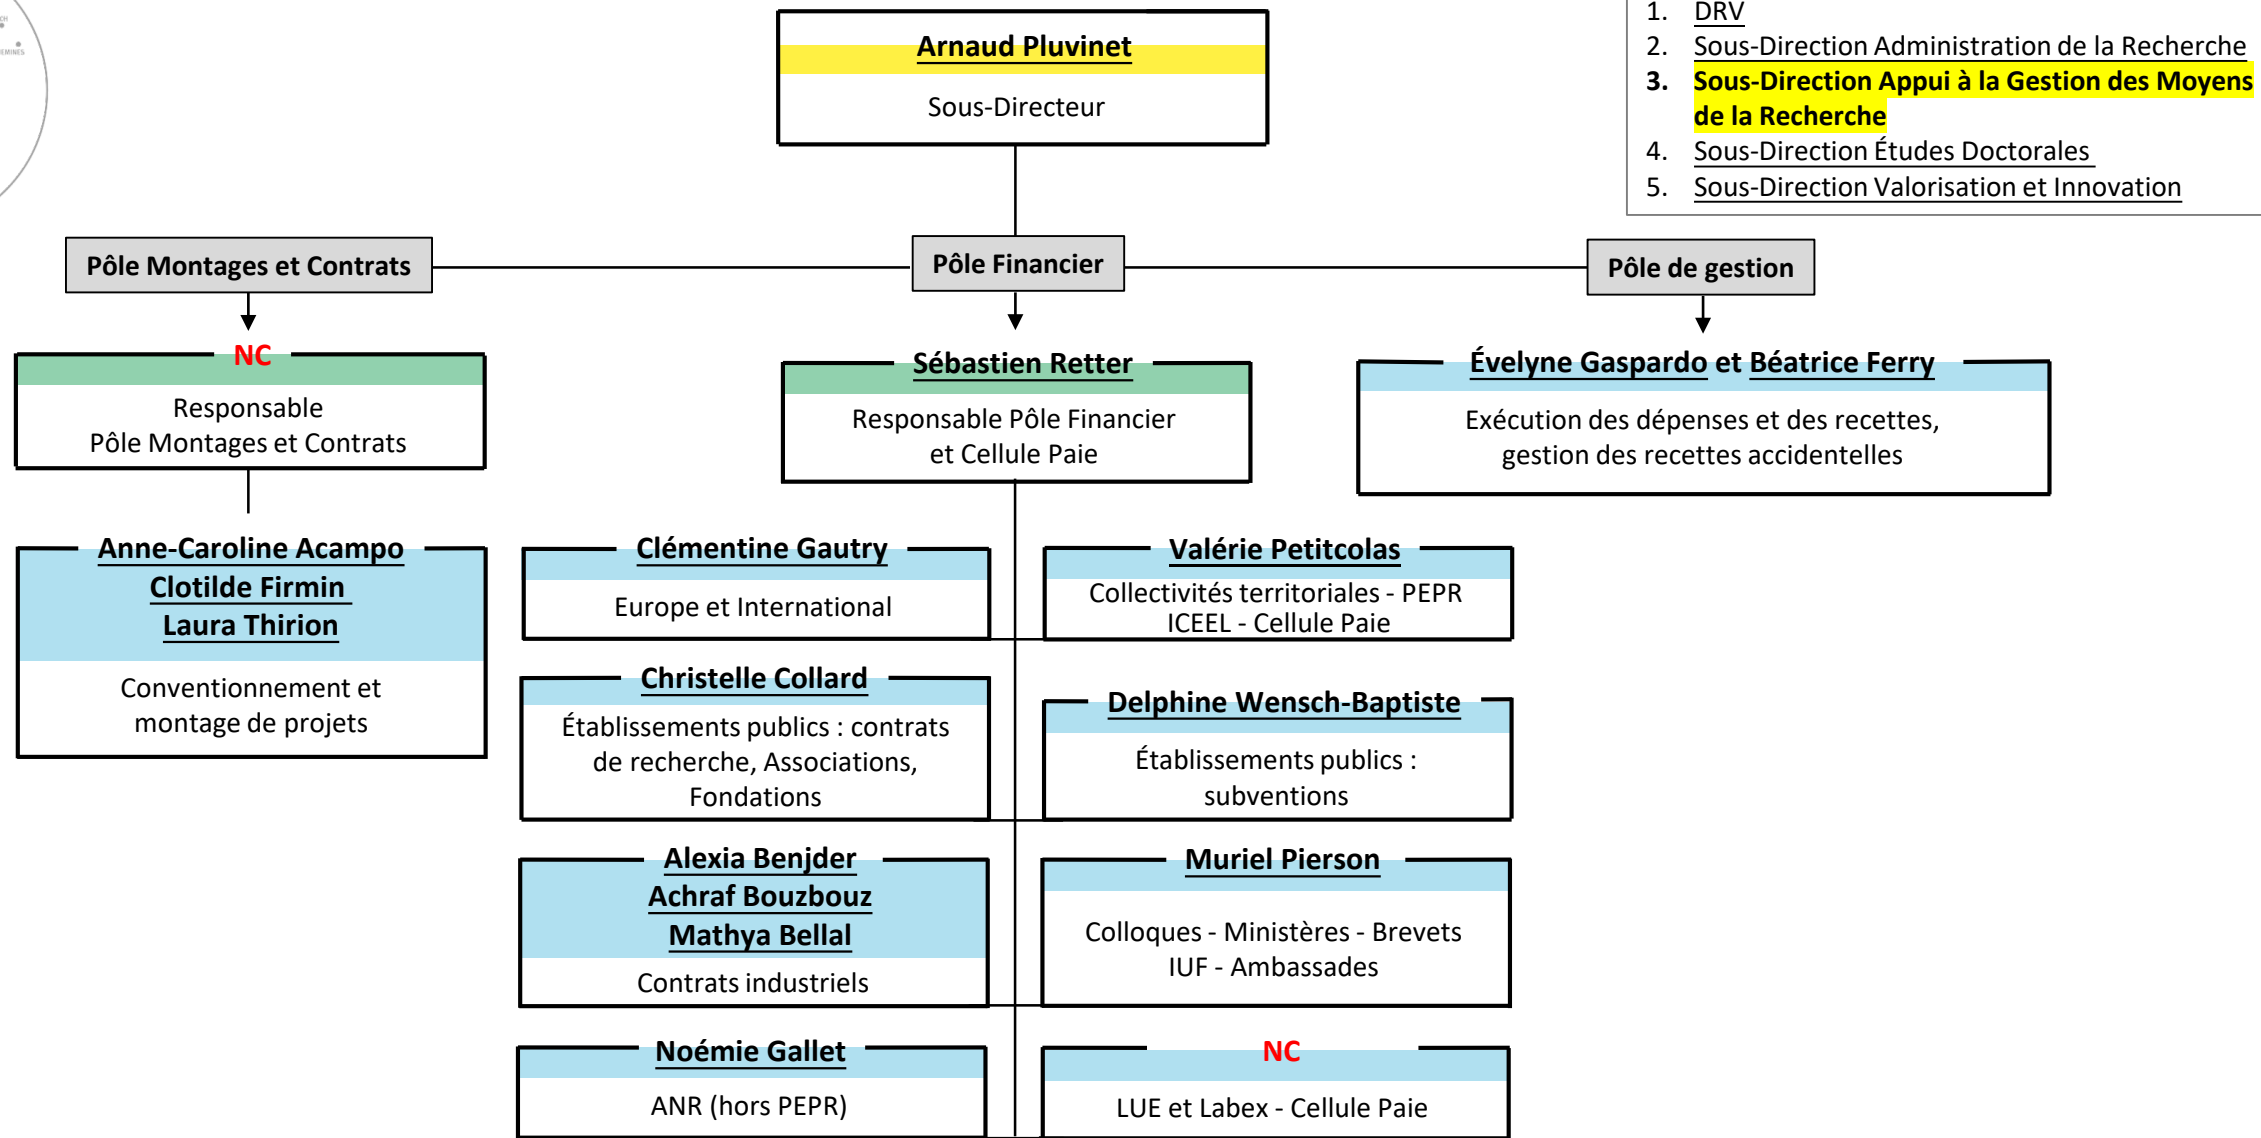 CH
EMINES
1. DRV
2. Sous-Direction Administration de la Recherche
3. Sous-Direction Appui à la Gestion des Moyens
de la Recherche
4. Sous-Direction Études Doctorales
5. Sous-Direction Valorisation et Innovation
Arnaud Pluvinet
Sous-Directeur
Pôle Montages et Contrats
Pôle Financier
Pôle de gestion
NC
Responsable
Pôle Montages et Contrats
Sébastien Retter
Responsable Pôle Financier
et Cellule Paie
Évelyne Gaspardo et Béatrice Ferry
Exécution des dépenses et des recettes,
gestion des recettes accidentelles
Anne-Caroline Acampo
Clotilde Firmin
Laura Thirion
Conventionnement et
montage de projets
Clémentine Gautry
Europe et International
Valérie Petitcolas
Collectivités territoriales - PEPR
ICEEL - Cellule Paie
Christelle Collard
Établissements publics : contrats
de recherche, Associations,
Fondations
Delphine Wensch-Baptiste
Établissements publics :
subventions
Alexia Benjder
Achraf Bouzbouz
Mathya Bellal
Contrats industriels
Muriel Pierson
Colloques - Ministères - Brevets
IUF - Ambassades
Noémie Gallet
ANR (hors PEPR)
NC
LUE et Labex - Cellule Paie